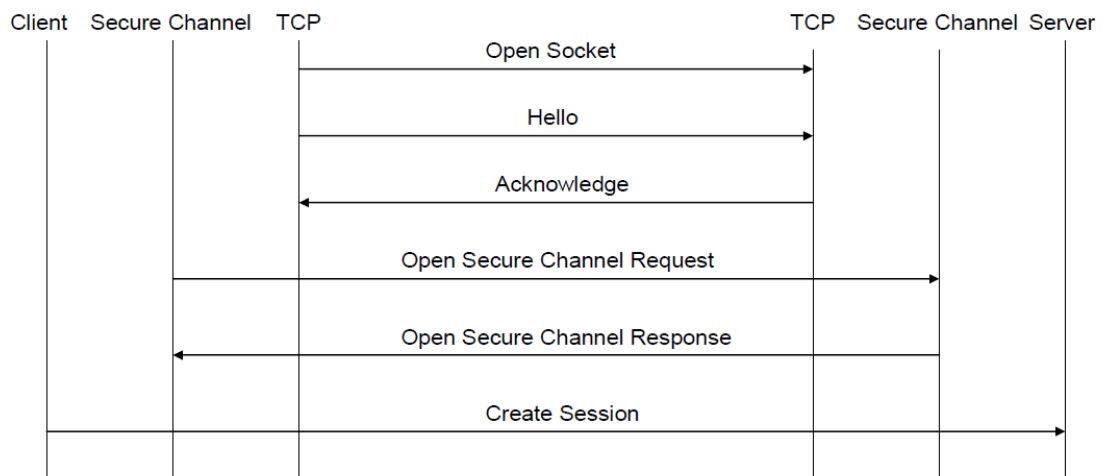 Client Secure Channel TCP TCP Secure Channel Server
Open Socket
Hello
Acknowledge
Open Secure Channel Request
Open Secure Channel Response
Create Session